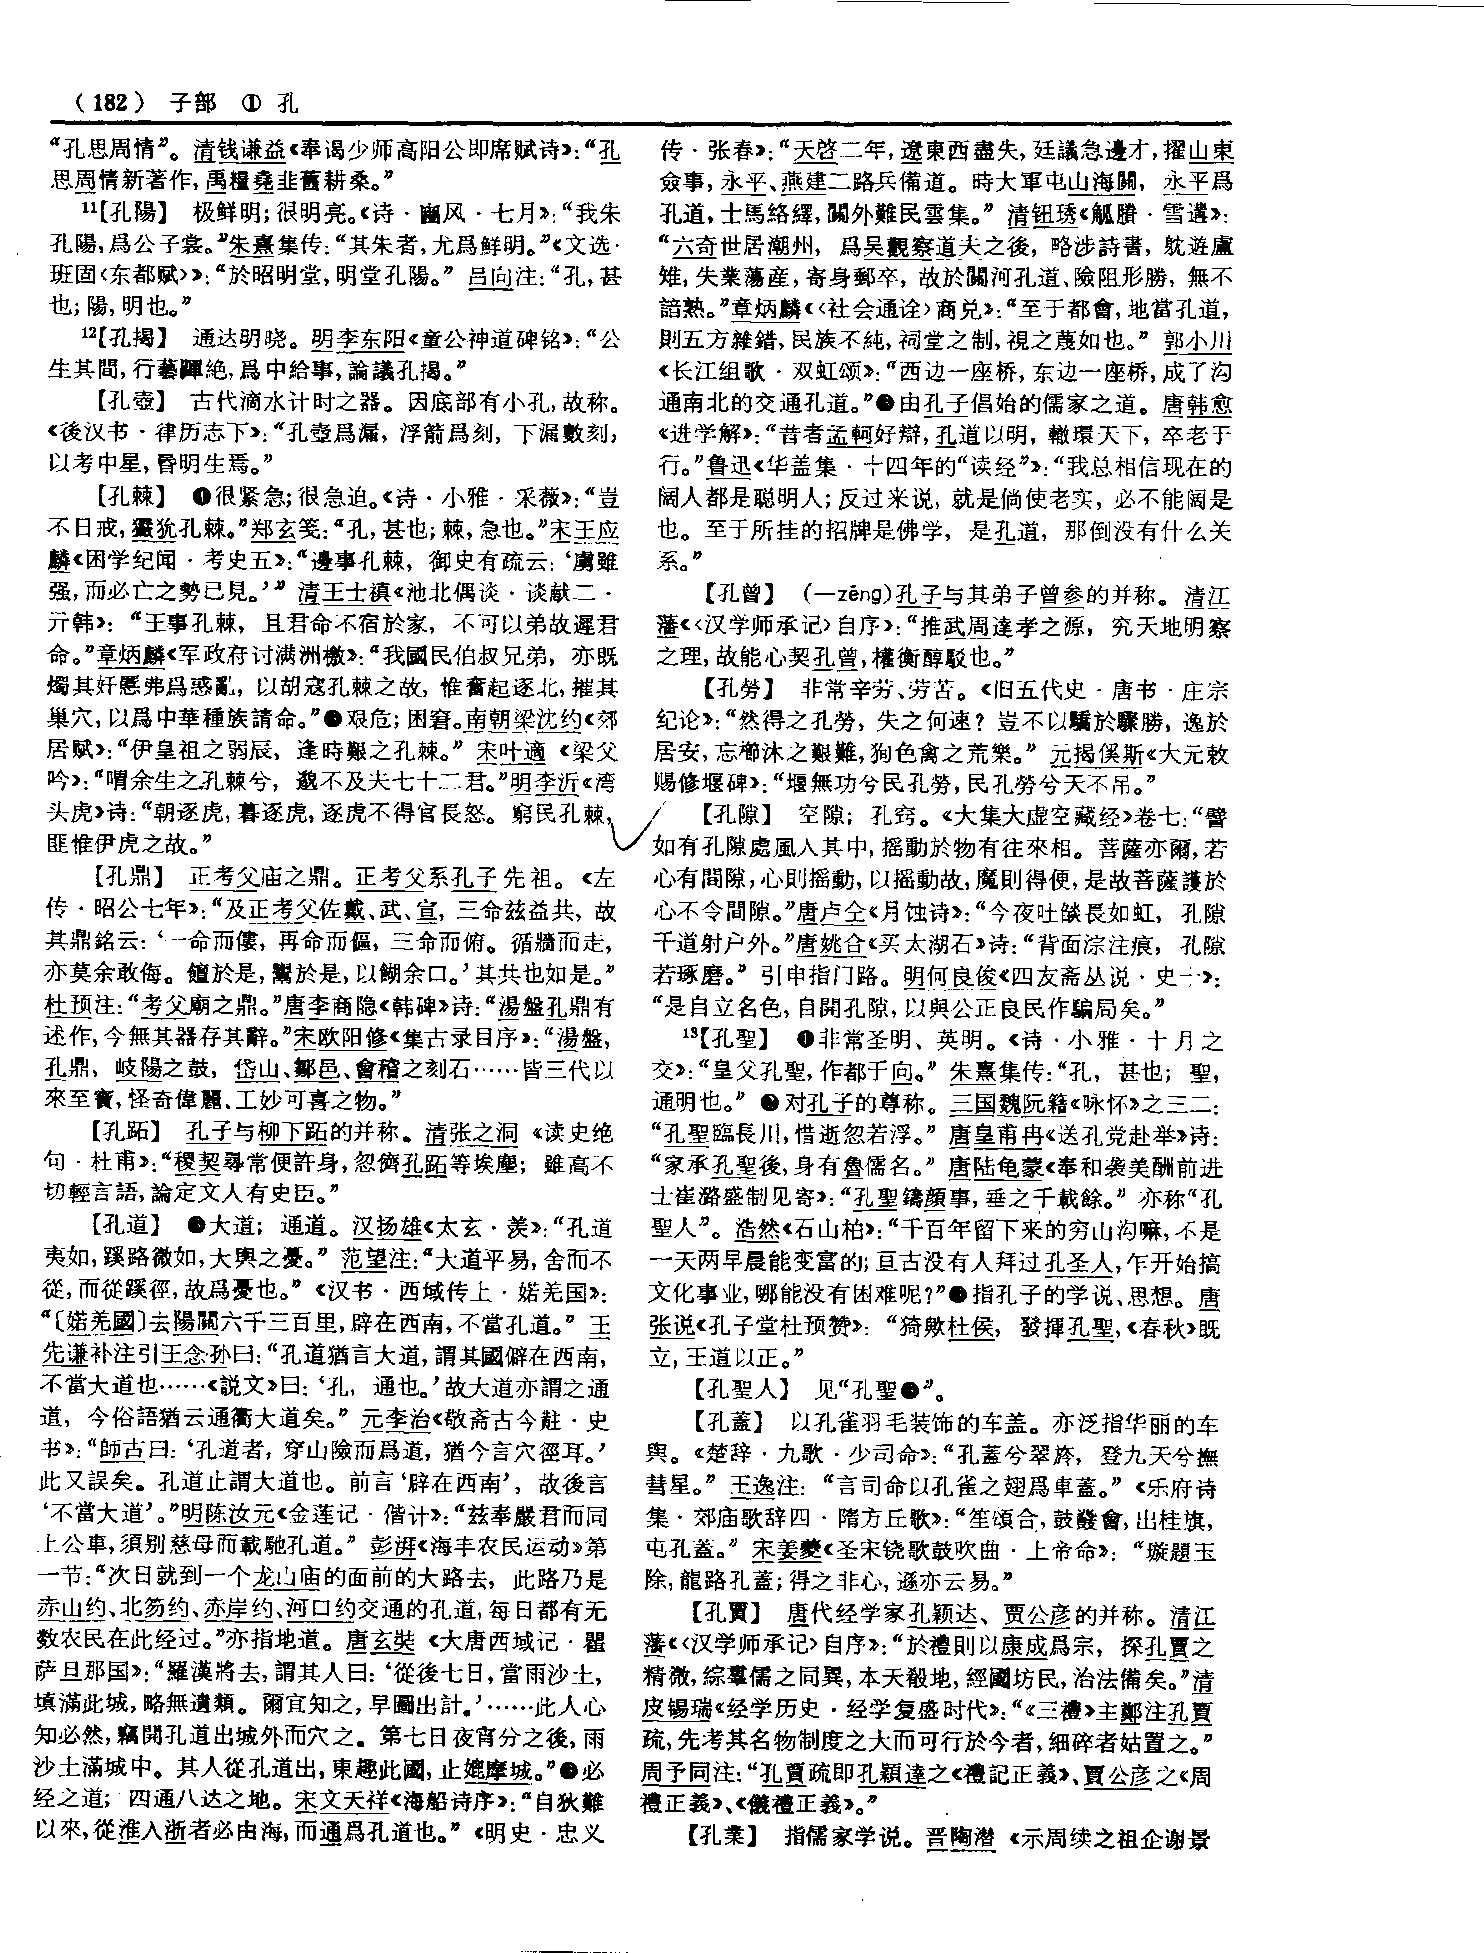 （182） 子部 ① 孔
“孔思周情”。清钱谦益《奉谒少师高阳公即席赋诗》：“孔
思周情新著作，禹糧堯韭舊耕桑。”
11【孔陽】 极鲜明；很明亮。《诗·豳风·七月》：“我朱
孔陽，爲公子裳。”朱熹集传：“其朱者，尤爲鮮明。”《文选·
班固〈东都赋〉》：“於昭明堂，明堂孔陽。” 吕向注：“孔，甚
也；陽，明也。”
12【孔揭】 通达明晓。明李东阳《童公神道碑铭》：“公
生其間，行藝暉絶，爲中給事，論議孔揭。”
【孔壺】 古代滴水计时之器。因底部有小孔，故称。
《後汉书·律历志下》：“孔壺爲漏，浮箭爲刻，下漏數刻，
以考中星，昏明生焉。”
【孔棘】 ❶很紧急；很急迫。《诗·小雅·采薇》：“豈
不日戒，玁狁孔棘。”郑玄笺：“孔，甚也；棘，急也。”宋王应
麟《困学纪闻·考史五》：“邊事孔棘，御史有疏云：‘虜雖
强，而必亡之勢已見。’” 清王士禛《池北偶谈·谈献二·
亓韩》：“王事孔棘，且君命不宿於家，不可以弟故遲君
命。”章炳麟《军政府讨满洲檄》：“我國民伯叔兄弟，亦既
燭其奸慝弗爲惑亂，以胡寇孔棘之故，惟奮起逐北，摧其
巢穴，以爲中華種族請命。”❷艰危；困窘。南朝梁沈约《郊
居赋》：“伊皇祖之弱辰，逢時艱之孔棘。” 宋叶適《梁父
吟》：“喟余生之孔棘兮，邈不及夫七十二君。”明李沂《湾
头虎》诗：“朝逐虎，暮逐虎，逐虎不得官長怒。窮民孔棘，
匪惟伊虎之故。”
【孔鼎】 正考父庙之鼎。正考父系孔子先祖。《左
传·昭公七年》：“及正考父佐戴、武、宣，三命兹益共，故
其鼎銘云：‘一命而僂，再命而傴，三命而俯。循牆而走，
亦莫余敢侮。饘於是，鬻於是，以餬余口。’其共也如是。”
杜预注：“考父廟之鼎。”唐李商隐《韩碑》诗：“湯盤孔鼎有
述作，今無其器存其辭。”宋欧阳修《集古录目序》：“湯盤，
孔鼎，岐陽之鼓，岱山、鄒邑、會稽之刻石……皆三代以
來至寶，怪奇偉麗、工妙可喜之物。”
【孔跖】 孔子与柳下跖的并称。清张之洞《读史绝
句·杜甫》：“稷契尋常便許身，忽儕孔跖等埃塵；雖高不
切輕言語，論定文人有史臣。”
【孔道】 ❶大道；通道。汉扬雄《太玄·羡》：“孔道
夷如，蹊路微如，大輿之憂。” 范望注：“大道平易，舍而不
從，而從蹊徑，故爲憂也。” 《汉书·西域传上·婼羌国》：
“〔婼羌國〕去陽關六千三百里，辟在西南，不當孔道。” 王
先谦补注引王念孙曰：“孔道猶言大道，謂其國僻在西南，
不當大道也……《説文》曰：‘孔，通也。’故大道亦謂之通
道，今俗語猶云通衢大道矣。” 元李治《敬斋古今黈·史
书》：“師古曰：‘孔道者，穿山險而爲道，猶今言穴徑耳。’
此又誤矣。孔道止謂大道也。前言‘辟在西南’，故後言
‘不當大道’。”明陈汝元《金莲记·偕计》：“兹奉嚴君而同
上公車，須别慈母而載馳孔道。” 彭湃《海丰农民运动》第
一节：“次日就到一个龙山庙的面前的大路去，此路乃是
赤山约、北笏约、赤岸约、河口约交通的孔道，每日都有无
数农民在此经过。”亦指地道。唐玄奘《大唐西域记·瞿
萨旦那国》：“羅漢將去，謂其人曰：‘從後七日，當雨沙土，
填滿此城，略無遺類。爾宜知之，早圖出計。’……此人心
知必然，竊開孔道出城外而穴之。第七日夜宵分之後，雨
沙土滿城中。其人從孔道出，東趣此國，止媲摩城。”❷必
经之道；四通八达之地。宋文天祥《海船诗序》：“自狄難
以來，從淮入浙者必由海，而通爲孔道也。” 《明史·忠义
传·张春》：“天啓二年，遼東西盡失，廷議急邊才，擢山東
僉事，永平、燕建二路兵備道。時大軍屯山海關，永平爲
孔道，士馬絡繹，關外難民雲集。” 清钮琇《觚賸·雪遘》：
“六奇世居潮州，爲吴觀察道夫之後，略涉詩書，躭遊盧
雉，失業蕩産，寄身郵卒，故於關河孔道、險阻形勝，無不
諳熟。”章炳麟《〈社会通诠〉商兑》：“至于都會，地當孔道，
則五方雜錯，民族不純，祠堂之制，視之蔑如也。” 郭小川
《长江组歌·双虹颂》：“西边一座桥，东边一座桥，成了沟
通南北的交通孔道。”❸由孔子倡始的儒家之道。唐韩愈
《进学解》：“昔者孟軻好辯，孔道以明，轍環天下，卒老于
行。”鲁迅《华盖集·十四年的“读经”》：“我总相信现在的
阔人都是聪明人；反过来说，就是倘使老实，必不能阔是
也。至于所挂的招牌是佛学，是孔道，那倒没有什么关
系。”
【孔曾】 （—zēng）孔子与其弟子曾参的并称。清江
藩《〈汉学师承记〉自序》：“推武周達孝之源，究天地明察
之理，故能心契孔曾，權衡醇駁也。”
【孔勞】 非常辛劳、劳苦。《旧五代史·唐书·庄宗
纪论》：“然得之孔勞，失之何速？豈不以驕於驟勝，逸於
居安，忘櫛沐之艱難，狥色禽之荒樂。” 元揭傒斯《大元敕
赐修堰碑》：“堰無功兮民孔勞，民孔勞兮天不吊。”
【孔隙】 空隙；孔窍。《大集大虚空藏经》卷七：“譬
如有孔隙處風入其中，摇動於物有往來相。菩薩亦爾，若
心有間隙，心則摇動，以摇動故，魔則得便，是故菩薩護於
心不令間隙。”唐卢仝《月蚀诗》：“今夜吐燄長如虹，孔隙
千道射户外。”唐姚合《买太湖石》诗：“背面淙注痕，孔隙
若琢磨。” 引申指门路。明何良俊《四友斋丛说·史十》：
“是自立名色，自開孔隙，以與公正良民作騙局矣。”
13【孔聖】 ❶非常圣明、英明。《诗·小雅·十月之
交》：“皇父孔聖，作都于向。” 朱熹集传：“孔，甚也；聖，
通明也。” ❷对孔子的尊称。三国魏阮籍《咏怀》之三二：
“孔聖臨長川，惜逝忽若浮。” 唐皇甫冉《送孔党赴举》诗：
“家承孔聖後，身有魯儒名。” 唐陆龟蒙《奉和袭美酬前进
士崔潞盛制见寄》：“孔聖鑄顔事，垂之千載餘。” 亦称“孔
聖人”。浩然《石山柏》：“千百年留下来的穷山沟嘛，不是
一天两早晨能变富的；亘古没有人拜过孔圣人，乍开始搞
文化事业，哪能没有困难呢？”❸指孔子的学说、思想。唐
张说《孔子堂杜预赞》：“猗歟杜侯，發揮孔聖，《春秋》既
立，王道以正。”
【孔聖人】 见“孔聖❷”。
【孔蓋】 以孔雀羽毛装饰的车盖。亦泛指华丽的车
舆。《楚辞·九歌·少司命》：“孔蓋兮翠旍，登九天兮撫
彗星。” 王逸注：“言司命以孔雀之翅爲車蓋。” 《乐府诗
集·郊庙歌辞四·隋方丘歌》：“笙頌合，鼓鼗會，出桂旗，
屯孔蓋。” 宋姜夔《圣宋铙歌鼓吹曲·上帝命》：“璇題玉
除，龍路孔蓋；得之非心，遜亦云易。”
【孔賈】 唐代经学家孔颖达、贾公彦的并称。清江
藩《〈汉学师承记〉自序》：“於禮則以康成爲宗，探孔賈之
精微，綜羣儒之同異，本天殽地，經國坊民，治法備矣。”清
皮锡瑞《经学历史·经学复盛时代》：“《三禮》主鄭注孔賈
疏，先考其名物制度之大而可行於今者，細碎者姑置之。”
周予同注：“孔賈疏即孔穎達之《禮記正義》、賈公彦之《周
禮正義》、《儀禮正義》。”
【孔業】 指儒家学说。晋陶潜《示周续之祖企谢景